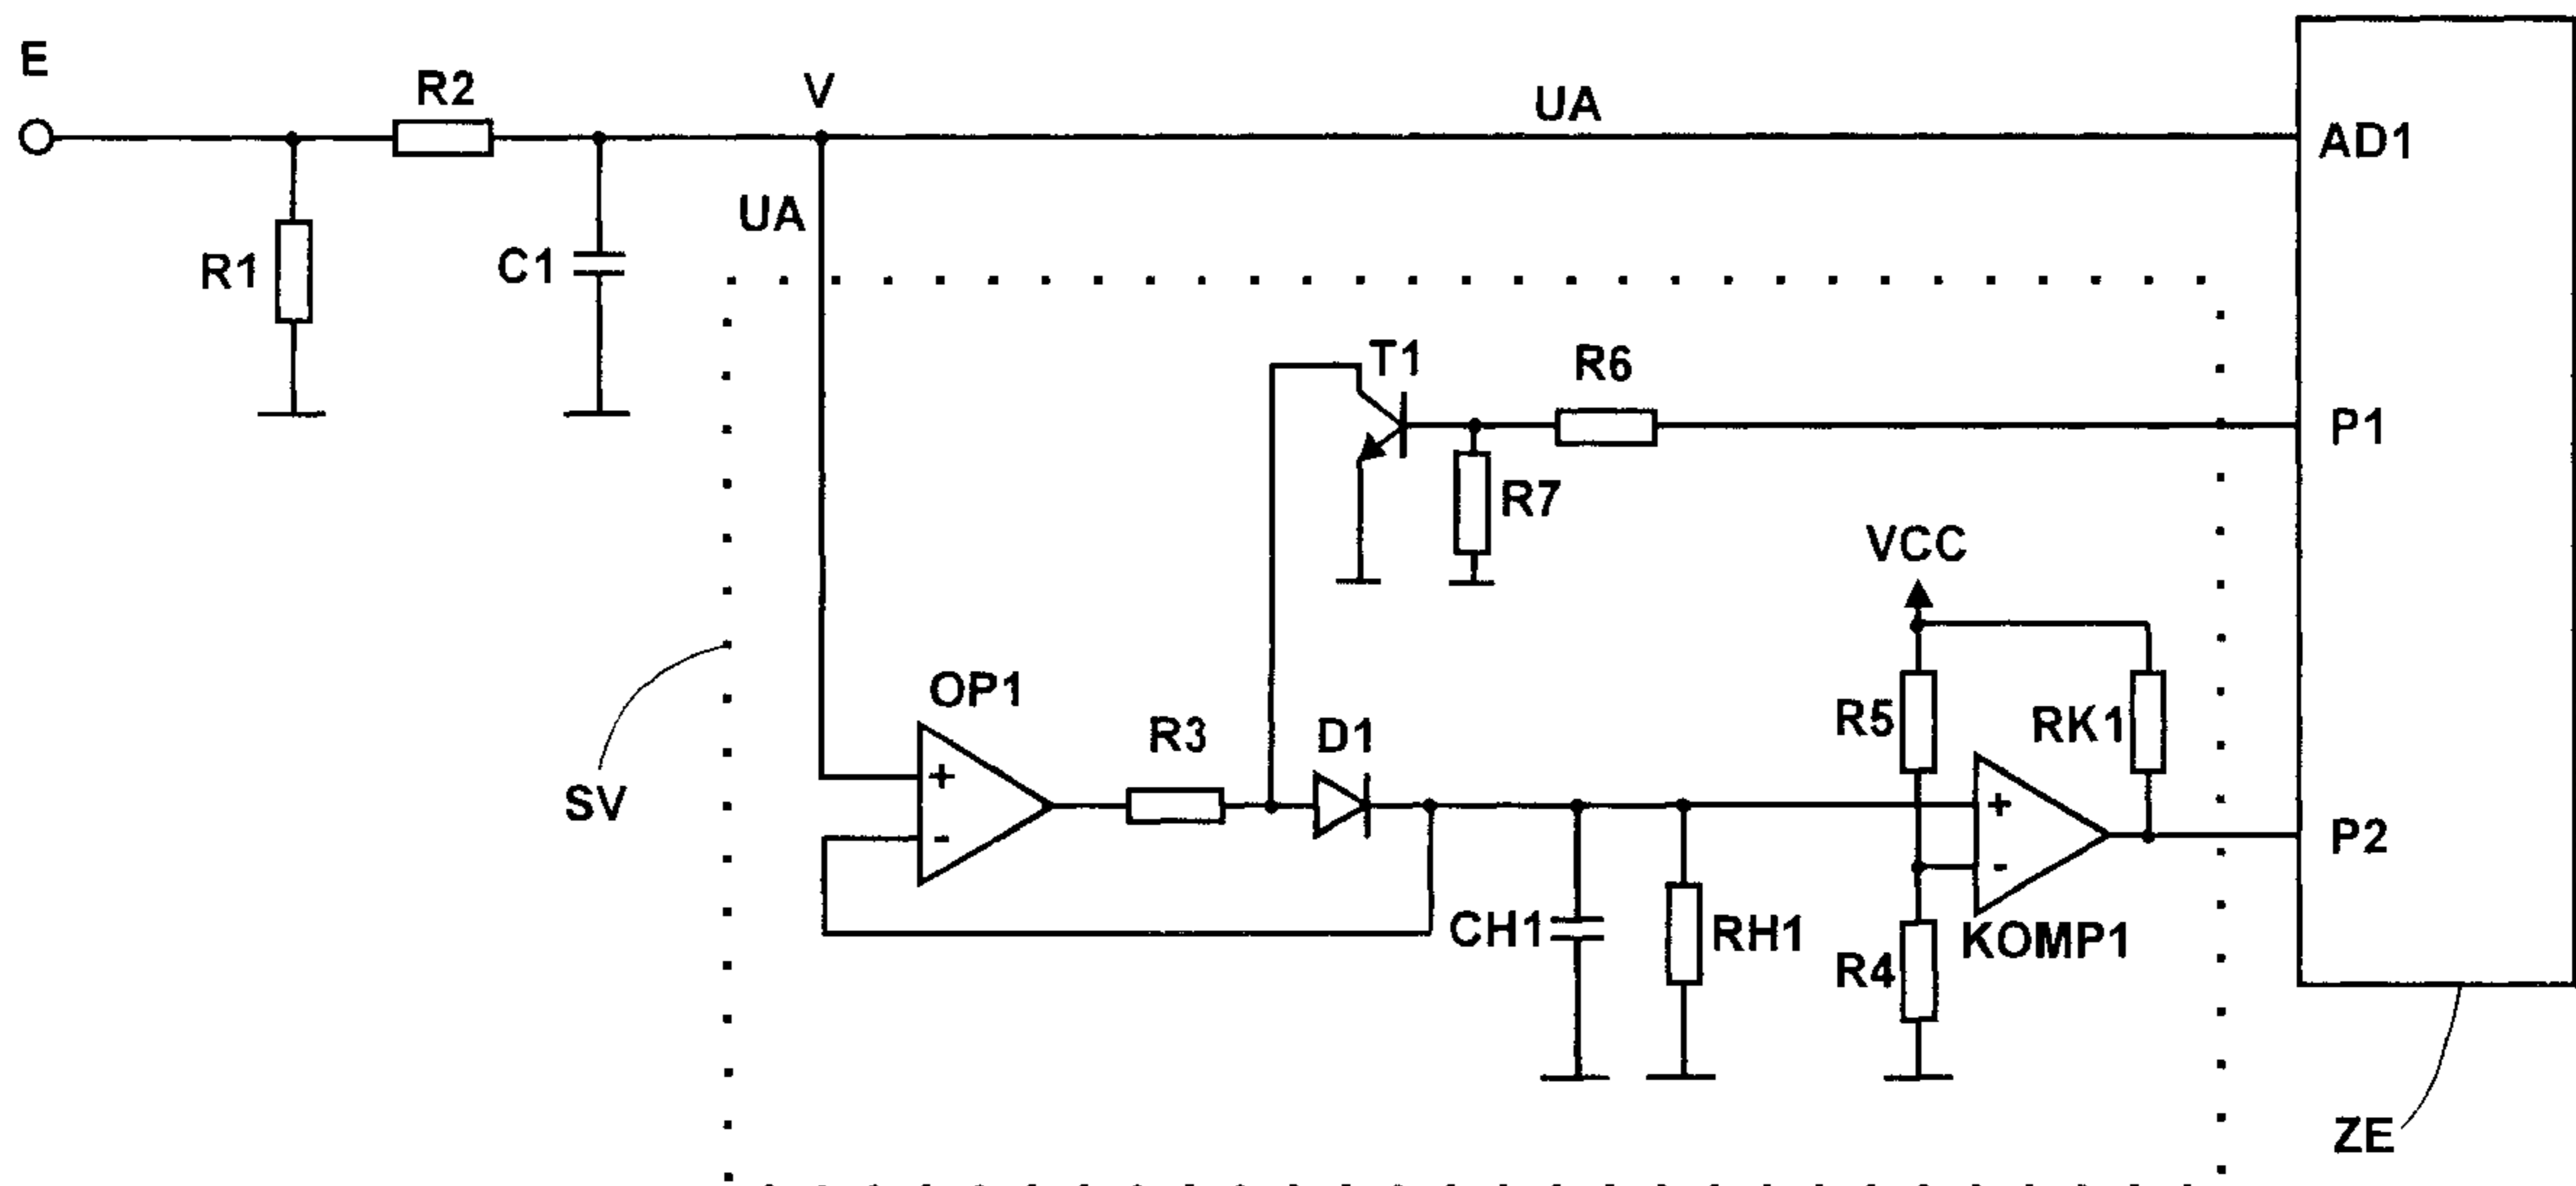 E
R2
V
UA
AD1
UA
R1
C1
T1
R6
P1
R7
VCC
OP1
R3
D1
R5
RK1
+
-
SV
+
-
P2
CH1
RH1
R4
KOMP1
ZE